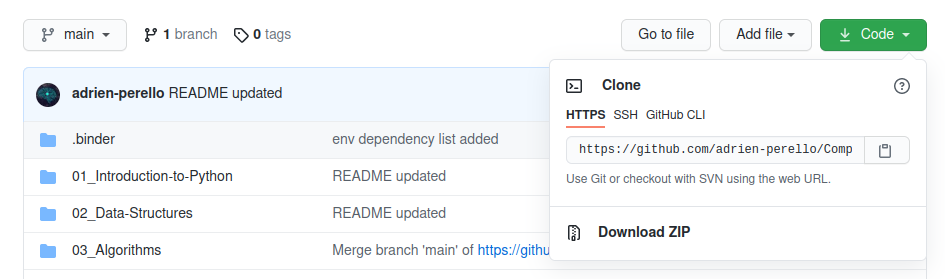 main 1 branch 0 tags Go to file Add file Code
adrien-perello README updated
.binder env dependency list added
01_Introduction-to-Python README updated
02_Data-Structures README updated
03_Algorithms Merge branch 'main' of https://githu
Clone
HTTPS SSH GitHub CLI
https://github.com/adrien-perello/Comp
Use Git or checkout with SVN using the web URL.
Download ZIP